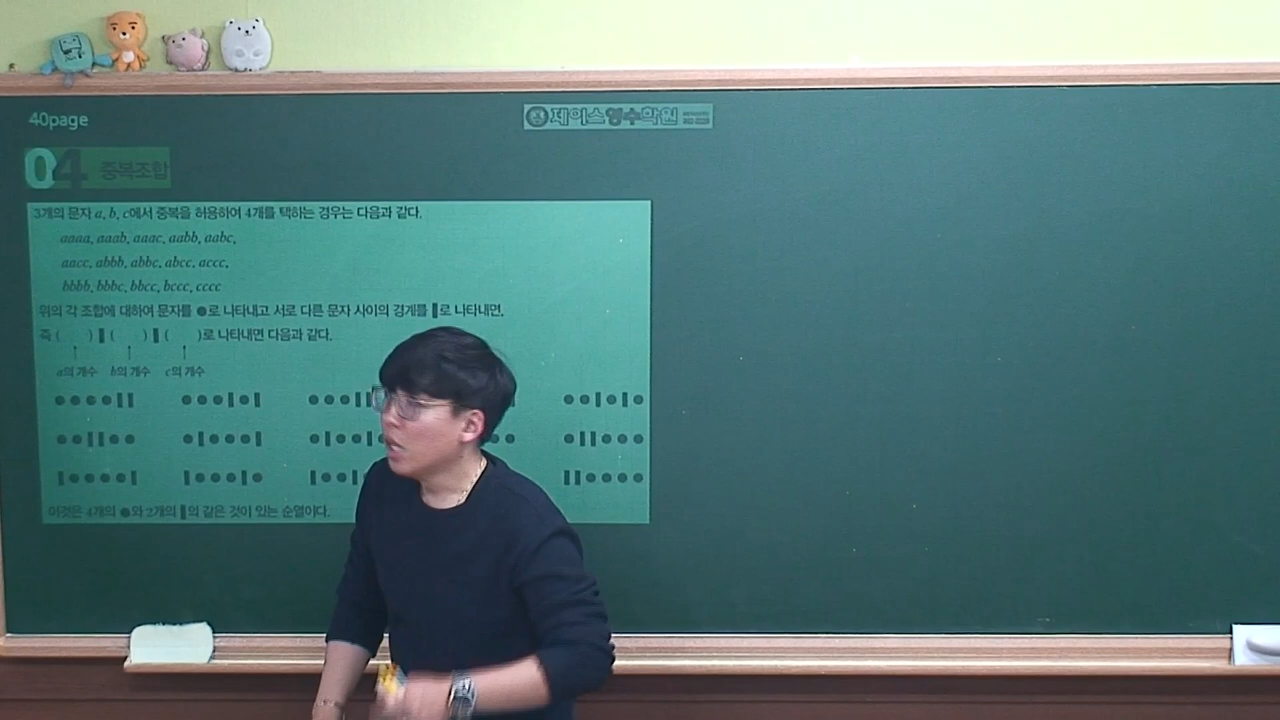 40page
제이스영수학원
04 중복조합
3개의 문자 a, b, c에서 중복을 허용하여 4개를 택하는 경우는 다음과 같다.
aaaa, aaab, aaac, aabb, aabc,
aacc, abbb, abbc, abcc, accc,
bbbb, bbbc, bbcc, bccc, cccc
위의 각 조합에 대하여 문자를 ●로 나타내고 서로 다른 문자 사이의 경계를 ▮로 나타내면,
즉 ( ) ▮ ( ) ▮ ( )로 나타내면 다음과 같다.
a의 개수 b의 개수 c의 개수
이것은 4개의 ●와 2개의 ▮의 같은 것이 있는 순열이다.